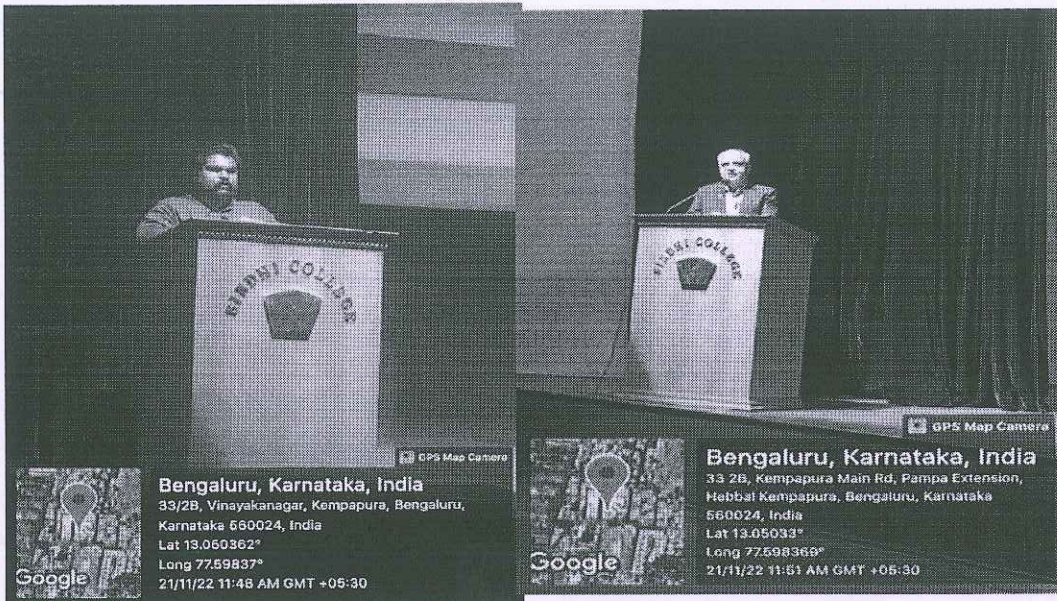 SINDHI COLLEGE
GPS Map Camera
Bengaluru, Karnataka, India
33/2B, Vinayakanagar, Kempapura, Bengaluru,
Karnataka 560024, India
Lat 13.050362°
Long 77.59837°
21/11/22 11:48 AM GMT +05:30
Google
SINDHI COLLEGE
GPS Map Camera
Bengaluru, Karnataka, India
33 2B, Kempapura Main Rd, Pampa Extension,
Hebbal Kempapura, Bengaluru, Karnataka
560024, India
Lat 13.05033°
Long 77.598369°
21/11/22 11:51 AM GMT +05:30
Google